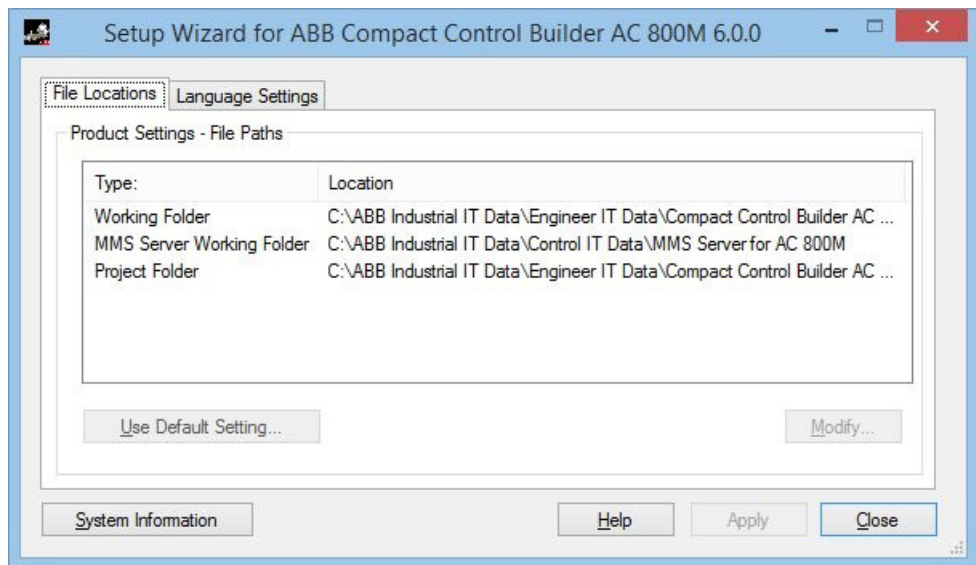 Setup Wizard for ABB Compact Control Builder AC 800M 6.0.0
File Locations Language Settings
Product Settings - File Paths
Type: Location
Working Folder C:\ABB Industrial IT Data\Engineer IT Data\Compact Control Builder AC ...
MMS Server Working Folder C:\ABB Industrial IT Data\Control IT Data\MMS Server for AC 800M
Project Folder C:\ABB Industrial IT Data\Engineer IT Data\Compact Control Builder AC ...
Use Default Setting... Modify...
System Information Help Apply Close